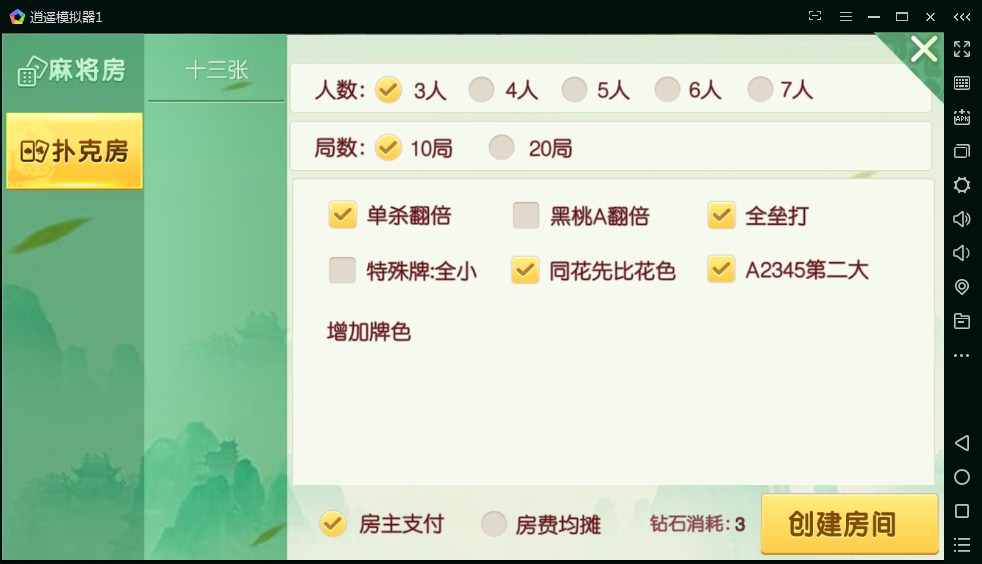 逍遥模拟器1
麻将房
十三张
扑克房
人数: 3人 4人 5人 6人 7人
局数: 10局 20局
单杀翻倍 黑桃A翻倍 全垒打
特殊牌:全小 同花先比花色 A2345第二大
增加牌色
房主支付 房费均摊 钻石消耗: 3 创建房间
APK